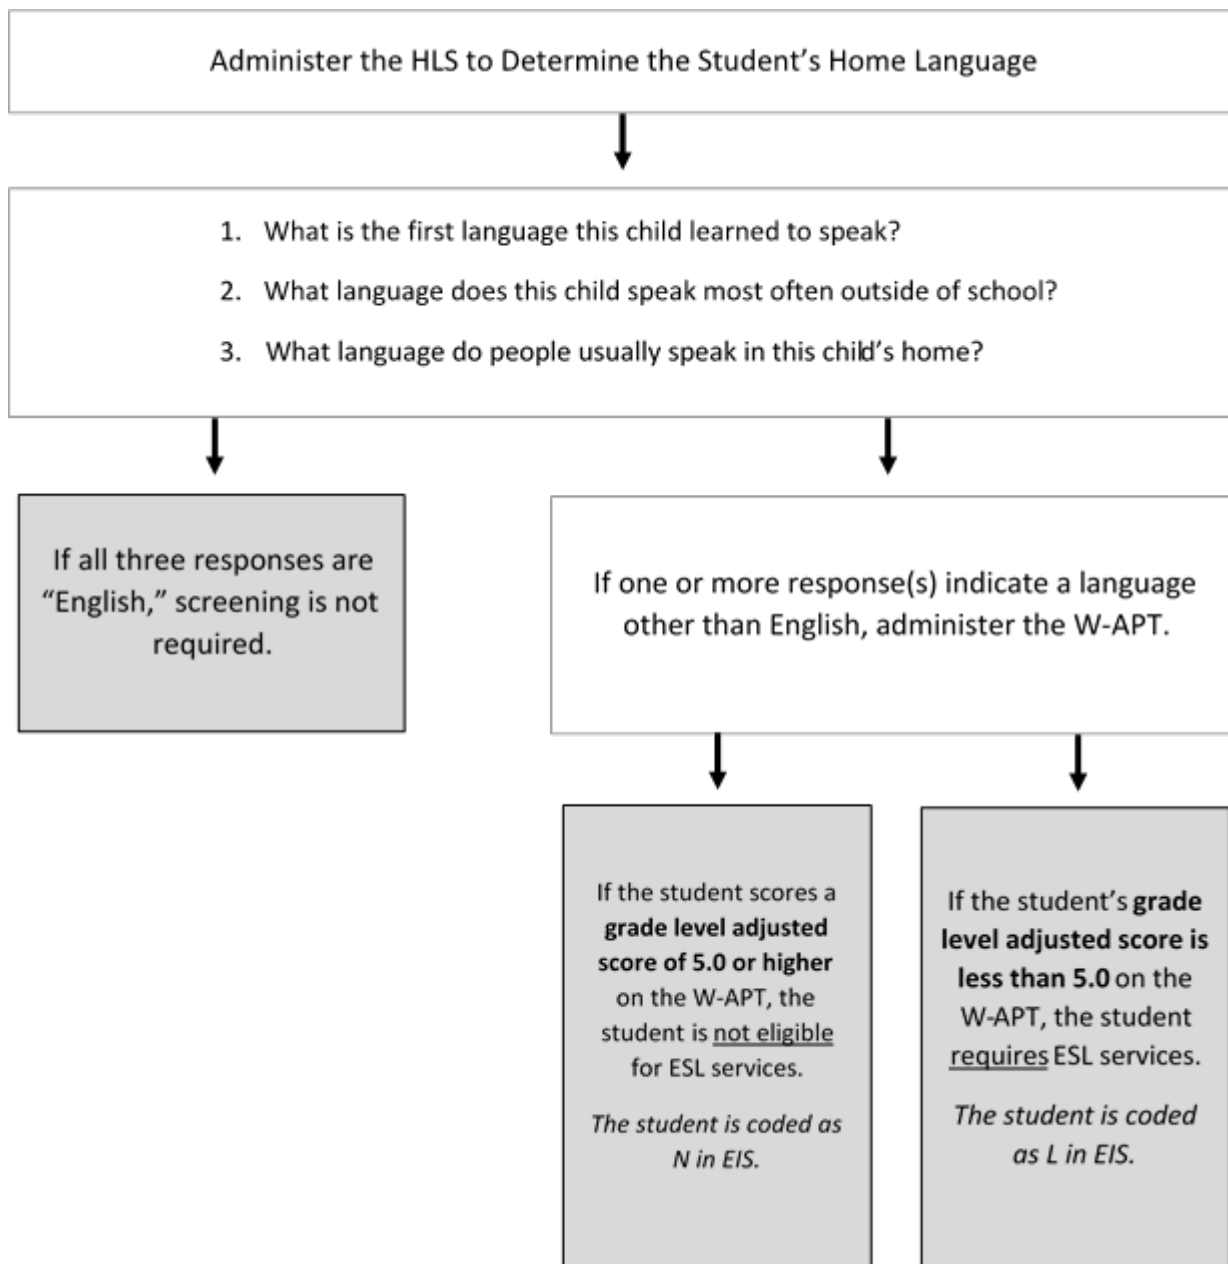 Administer the HLS to Determine the Student’s Home Language
1. What is the first language this child learned to speak?
2. What language does this child speak most often outside of school?
3. What language do people usually speak in this child’s home?
If all three responses are
“English,” screening is not
required.
If one or more response(s) indicate a language
other than English, administer the W-APT.
If the student scores a
grade level adjusted
score of 5.0 or higher
on the W-APT, the
student is not eligible
for ESL services.
The student is coded as
N in EIS.
If the student’s grade
level adjusted score is
less than 5.0 on the
W-APT, the student
requires ESL services.
The student is coded
as L in EIS.